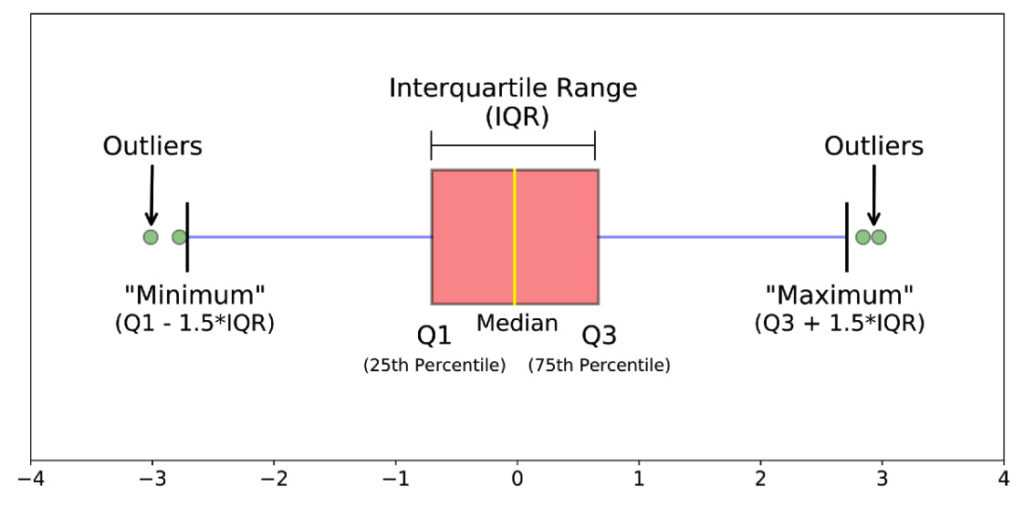 Interquartile Range
(IQR)
Outliers
Outliers
"Minimum"
(Q1 - 1.5*IQR)
"Maximum"
(Q3 + 1.5*IQR)
Q1
Median
Q3
(25th Percentile)
(75th Percentile)
−4
−3
−2
−1
0
1
2
3
4